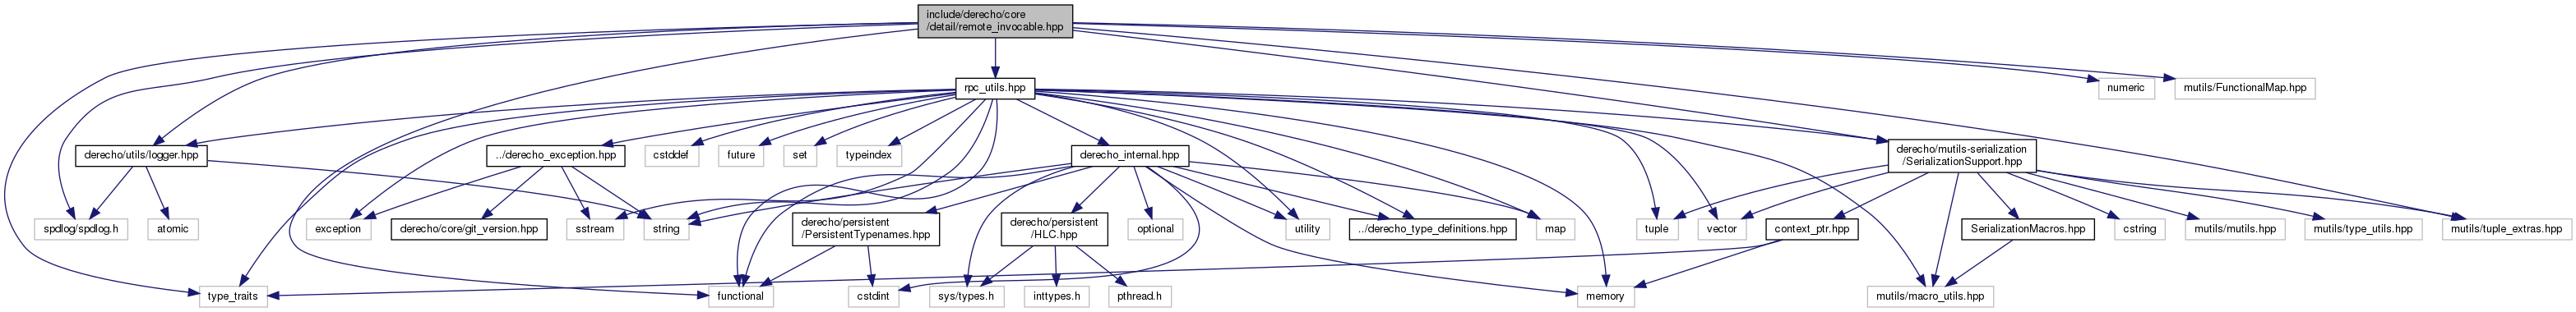 include/derecho/core
/detail/remote_invocable.hpp
rpc_utils.hpp
numeric
mutils/FunctionalMap.hpp
derecho/utils/logger.hpp
../derecho_exception.hpp
cstddef
future
set
typeindex
derecho_internal.hpp
derecho/mutils-serialization
/SerializationSupport.hpp
spdlog/spdlog.h
atomic
exception
derecho/core/git_version.hpp
sstream
string
derecho/persistent
/PersistentTypenames.hpp
derecho/persistent
/HLC.hpp
optional
utility
../derecho_type_definitions.hpp
map
tuple
vector
context_ptr.hpp
SerializationMacros.hpp
cstring
mutils/mutils.hpp
mutils/type_utils.hpp
mutils/tuple_extras.hpp
type_traits
functional
cstdint
sys/types.h
inttypes.h
pthread.h
memory
mutils/macro_utils.hpp